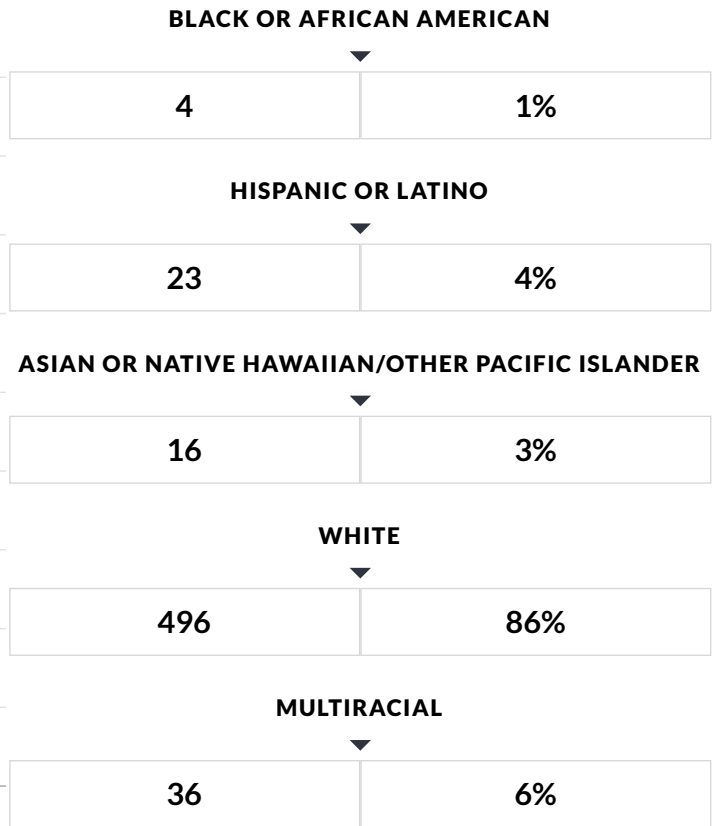 BLACK OR AFRICAN AMERICAN
4 1%
HISPANIC OR LATINO
23 4%
ASIAN OR NATIVE HAWAIIAN/OTHER PACIFIC ISLANDER
16 3%
WHITE
496 86%
MULTIRACIAL
36 6%